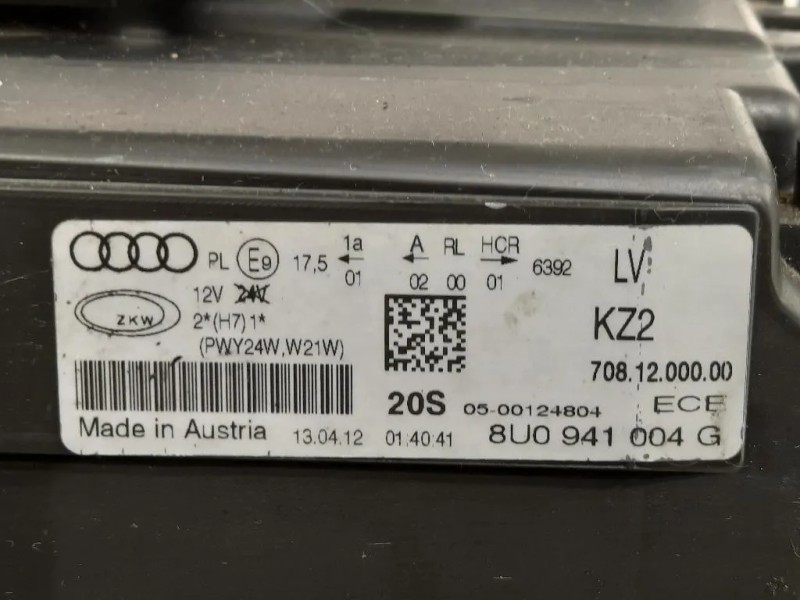 PL E9 17,5 1a 01 A 02 RL 00 HCR 01 6392 LV
ZKW 12V 24V
2*(H7)1* KZ2
(PWY24W,W21W) 708.12.000.00
20S 05-00124804 ECE
Made in Austria 13.04.12 01:40:41 8U0 941 004 G